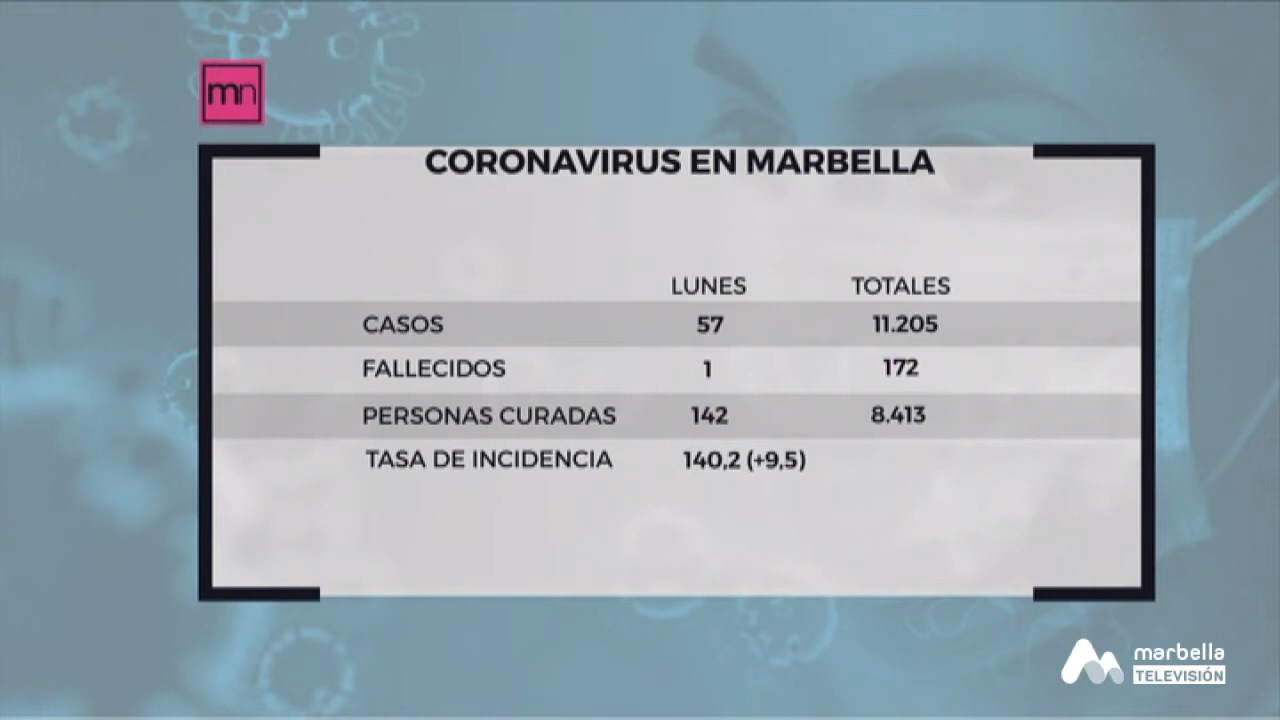 mn
CORONAVIRUS EN MARBELLA
LUNES TOTALES
CASOS 57 11.205
FALLECIDOS 1 172
PERSONAS CURADAS 142 8.413
TASA DE INCIDENCIA 140,2 (+9,5)
marbella
TELEVISIÓN